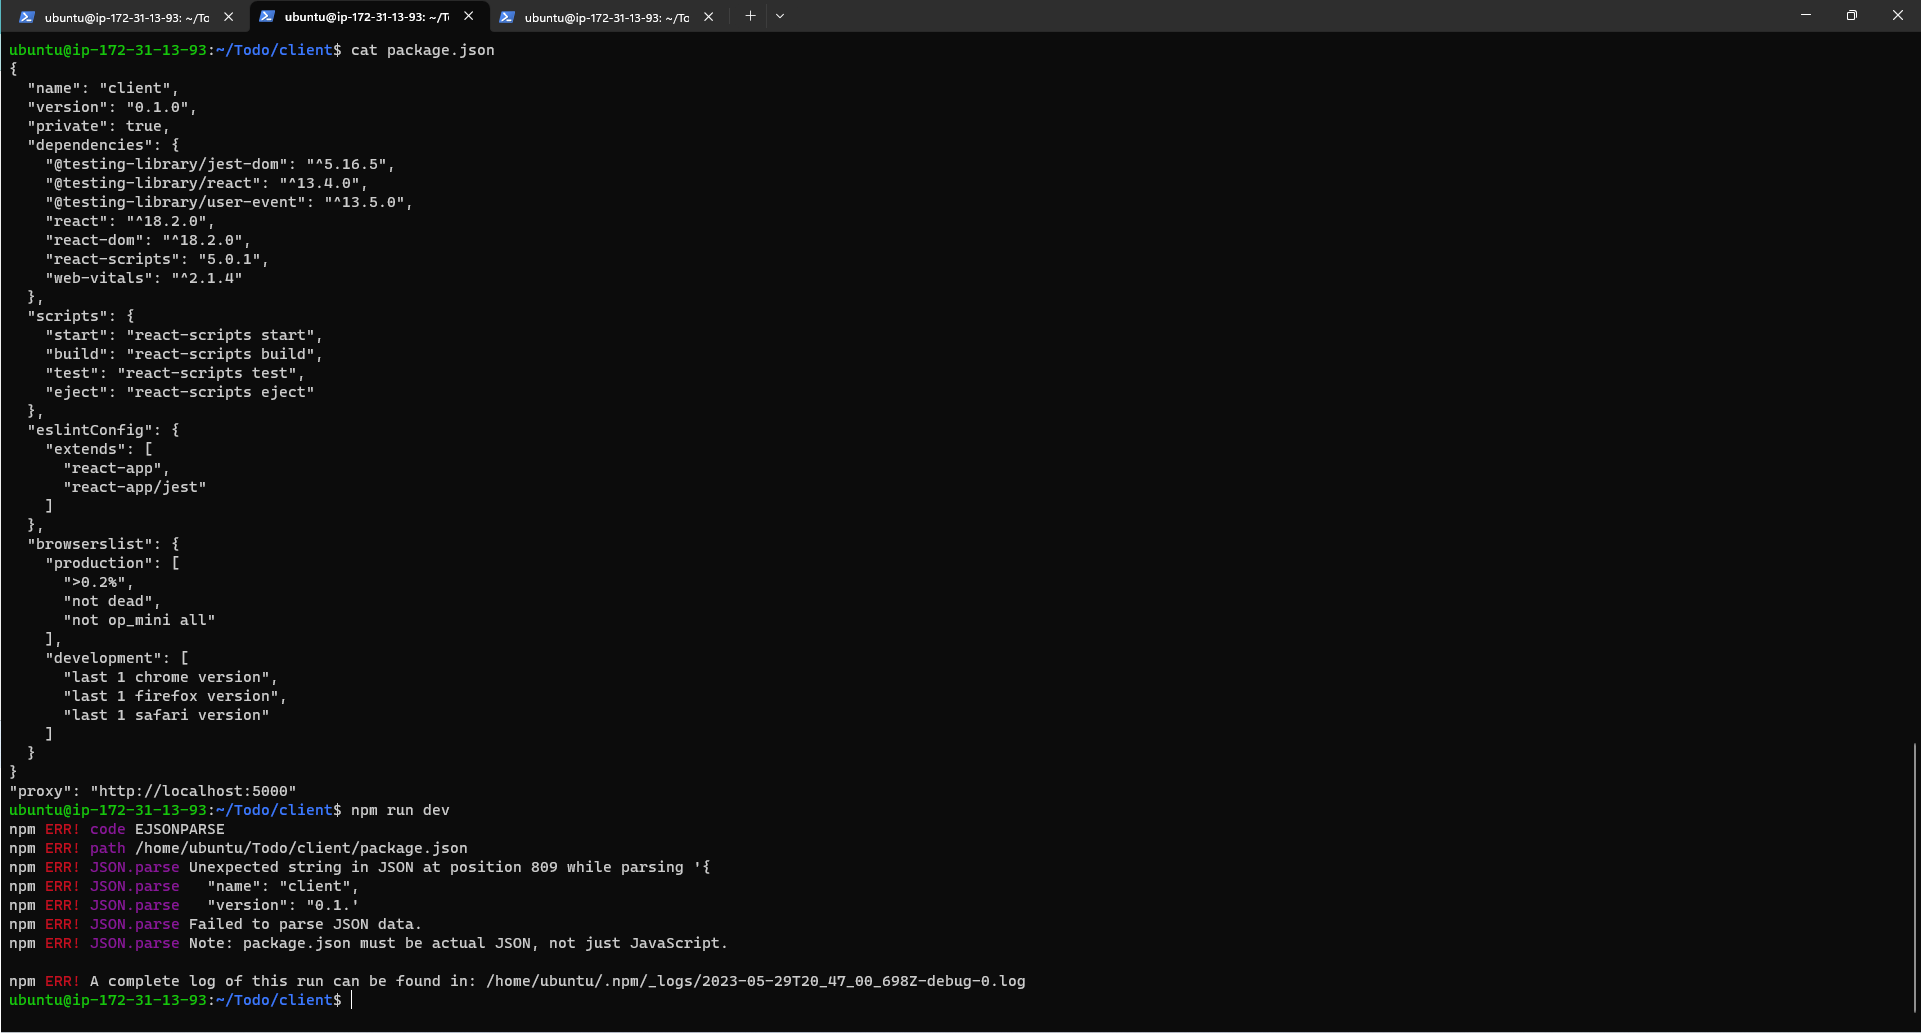 ubuntu@ip-172-31-13-93: ~/To
ubuntu@ip-172-31-13-93: ~/T
ubuntu@ip-172-31-13-93: ~/To
ubuntu@ip-172-31-13-93:~/Todo/client$ cat package.json
{
  "name": "client",
  "version": "0.1.0",
  "private": true,
  "dependencies": {
    "@testing-library/jest-dom": "^5.16.5",
    "@testing-library/react": "^13.4.0",
    "@testing-library/user-event": "^13.5.0",
    "react": "^18.2.0",
    "react-dom": "^18.2.0",
    "react-scripts": "5.0.1",
    "web-vitals": "^2.1.4"
  },
  "scripts": {
    "start": "react-scripts start",
    "build": "react-scripts build",
    "test": "react-scripts test",
    "eject": "react-scripts eject"
  },
  "eslintConfig": {
    "extends": [
      "react-app",
      "react-app/jest"
    ]
  },
  "browserslist": {
    "production": [
      ">0.2%",
      "not dead",
      "not op_mini all"
    ],
    "development": [
      "last 1 chrome version",
      "last 1 firefox version",
      "last 1 safari version"
    ]
  }
}
"proxy": "http://localhost:5000"
ubuntu@ip-172-31-13-93:~/Todo/client$ npm run dev
npm ERR! code EJSONPARSE
npm ERR! path /home/ubuntu/Todo/client/package.json
npm ERR! JSON.parse Unexpected string in JSON at position 809 while parsing '{
npm ERR! JSON.parse   "name": "client",
npm ERR! JSON.parse   "version": "0.1.'
npm ERR! JSON.parse Failed to parse JSON data.
npm ERR! JSON.parse Note: package.json must be actual JSON, not just JavaScript.
npm ERR! A complete log of this run can be found in: /home/ubuntu/.npm/_logs/2023-05-29T20_47_00_698Z-debug-0.log
ubuntu@ip-172-31-13-93:~/Todo/client$